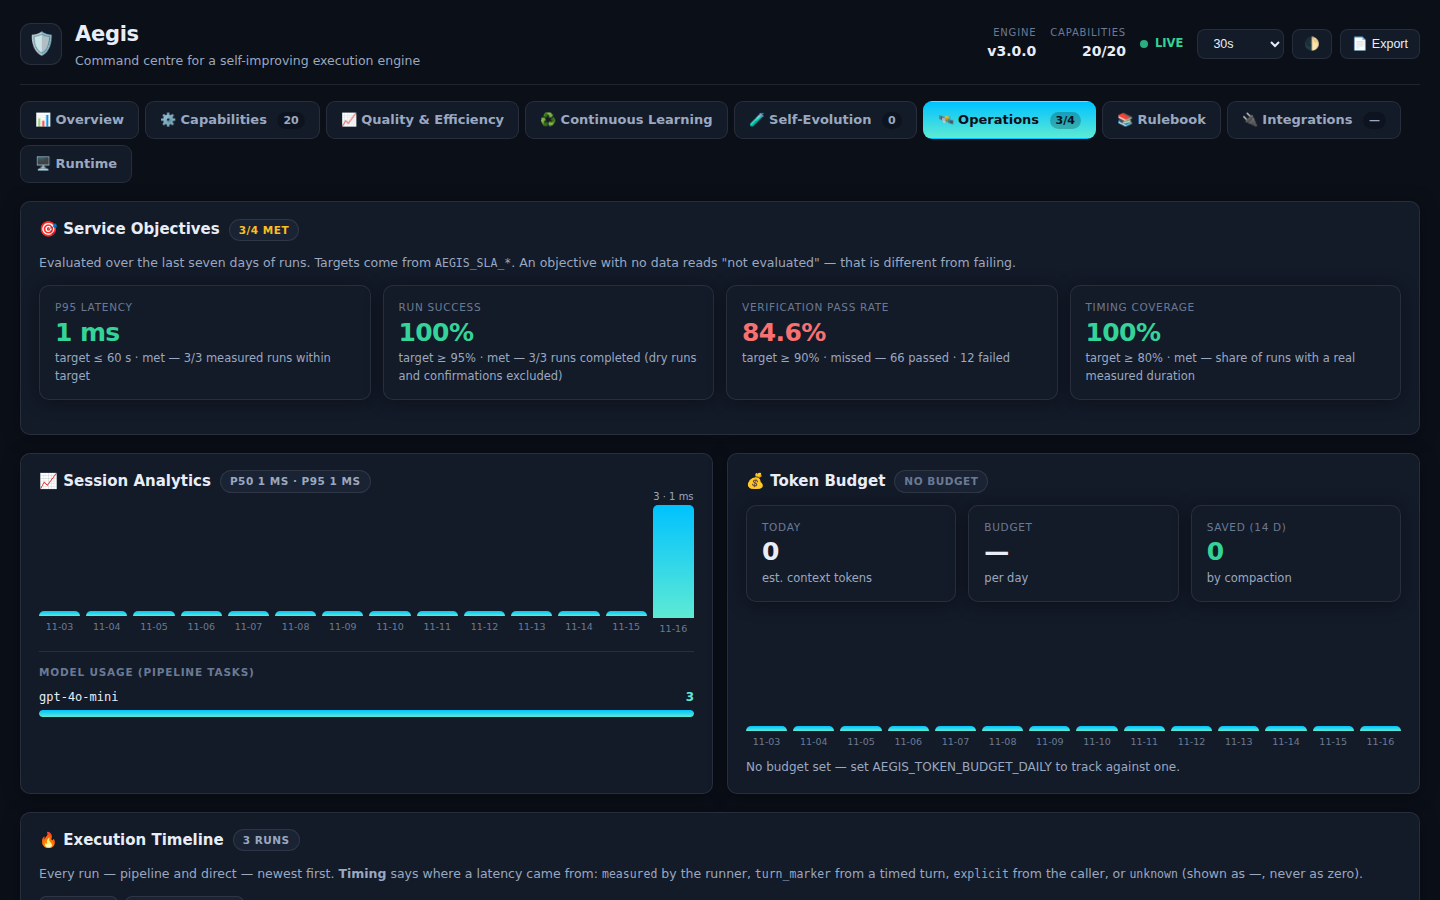 Aegis
Command centre for a self-improving execution engine
ENGINE
v3.0.0
CAPABILITIES
20/20
LIVE
30s
Export
Overview
Capabilities 20
Quality & Efficiency
Continuous Learning
Self-Evolution 0
Operations 3/4
Rulebook
Integrations —
Runtime
Service Objectives 3/4 MET
Evaluated over the last seven days of runs. Targets come from AEGIS_SLA_*. An objective with no data reads "not evaluated" — that is different from failing.
P95 LATENCY
1 ms
target ≤ 60 s · met — 3/3 measured runs within
target
RUN SUCCESS
100%
target ≥ 95% · met — 3/3 runs completed (dry runs
and confirmations excluded)
VERIFICATION PASS RATE
84.6%
target ≥ 90% · missed — 66 passed · 12 failed
TIMING COVERAGE
100%
target ≥ 80% · met — share of runs with a real
measured duration
Session Analytics P50 1 MS · P95 1 MS
3 · 1 ms
11-03 11-04 11-05 11-06 11-07 11-08 11-09 11-10 11-11 11-12 11-13 11-14 11-15 11-16
MODEL USAGE (PIPELINE TASKS)
gpt-4o-mini 3
Token Budget NO BUDGET
TODAY
0
est. context tokens
BUDGET
—
per day
SAVED (14 D)
0
by compaction
11-03 11-04 11-05 11-06 11-07 11-08 11-09 11-10 11-11 11-12 11-13 11-14 11-15 11-16
No budget set — set AEGIS_TOKEN_BUDGET_DAILY to track against one.
Execution Timeline 3 RUNS
Every run — pipeline and direct — newest first. Timing says where a latency came from: measured by the runner, turn_marker from a timed turn, explicit from the caller, or unknown (shown as —, never as zero).